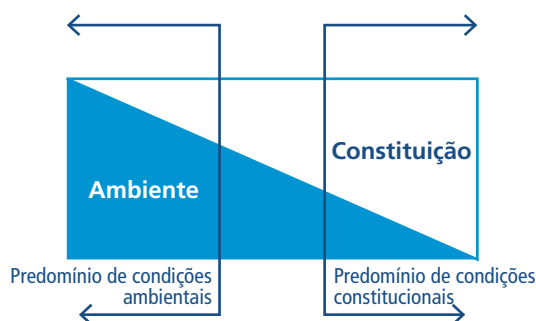 Constituição
Ambiente
Predomínio de condições
ambientais
Predomínio de condições
constitucionais